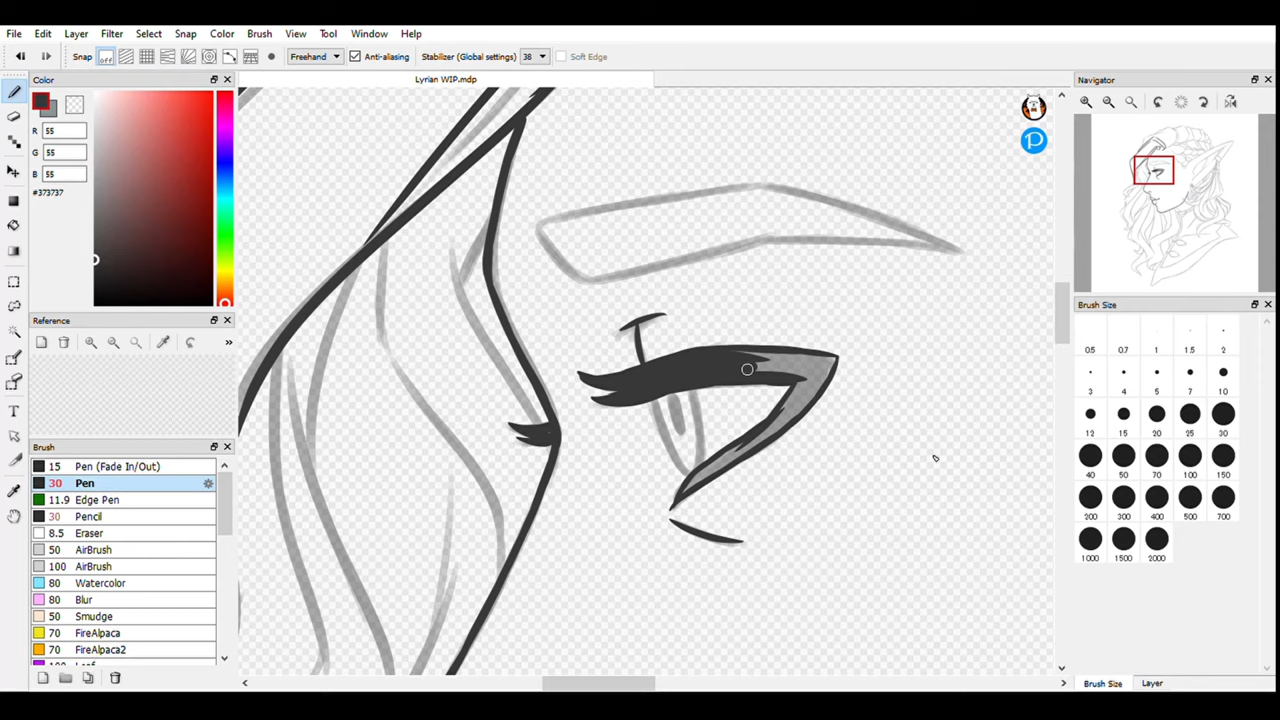 File Edit Layer Filter Select Snap Color Brush View Tool Window Help
Snap off Freehand Anti-aliasing Stabilizer (Global settings) 38 Soft Edge
Color
Lyrian WIP.mdp
Navigator
R 55
G 55
B 55
#373737
Reference
»
Brush
15 Pen (Fade In/Out)
30 Pen
11.9 Edge Pen
30 Pencil
8.5 Eraser
50 AirBrush
100 AirBrush
80 Watercolor
80 Blur
50 Smudge
70 FireAlpaca
70 FireAlpaca2
T
P
Brush Size
0.5 0.7 1 1.5 2
3 4 5 7 10
12 15 20 25 30
40 50 70 100 150
200 300 400 500 700
1000 1500 2000
Brush Size Layer